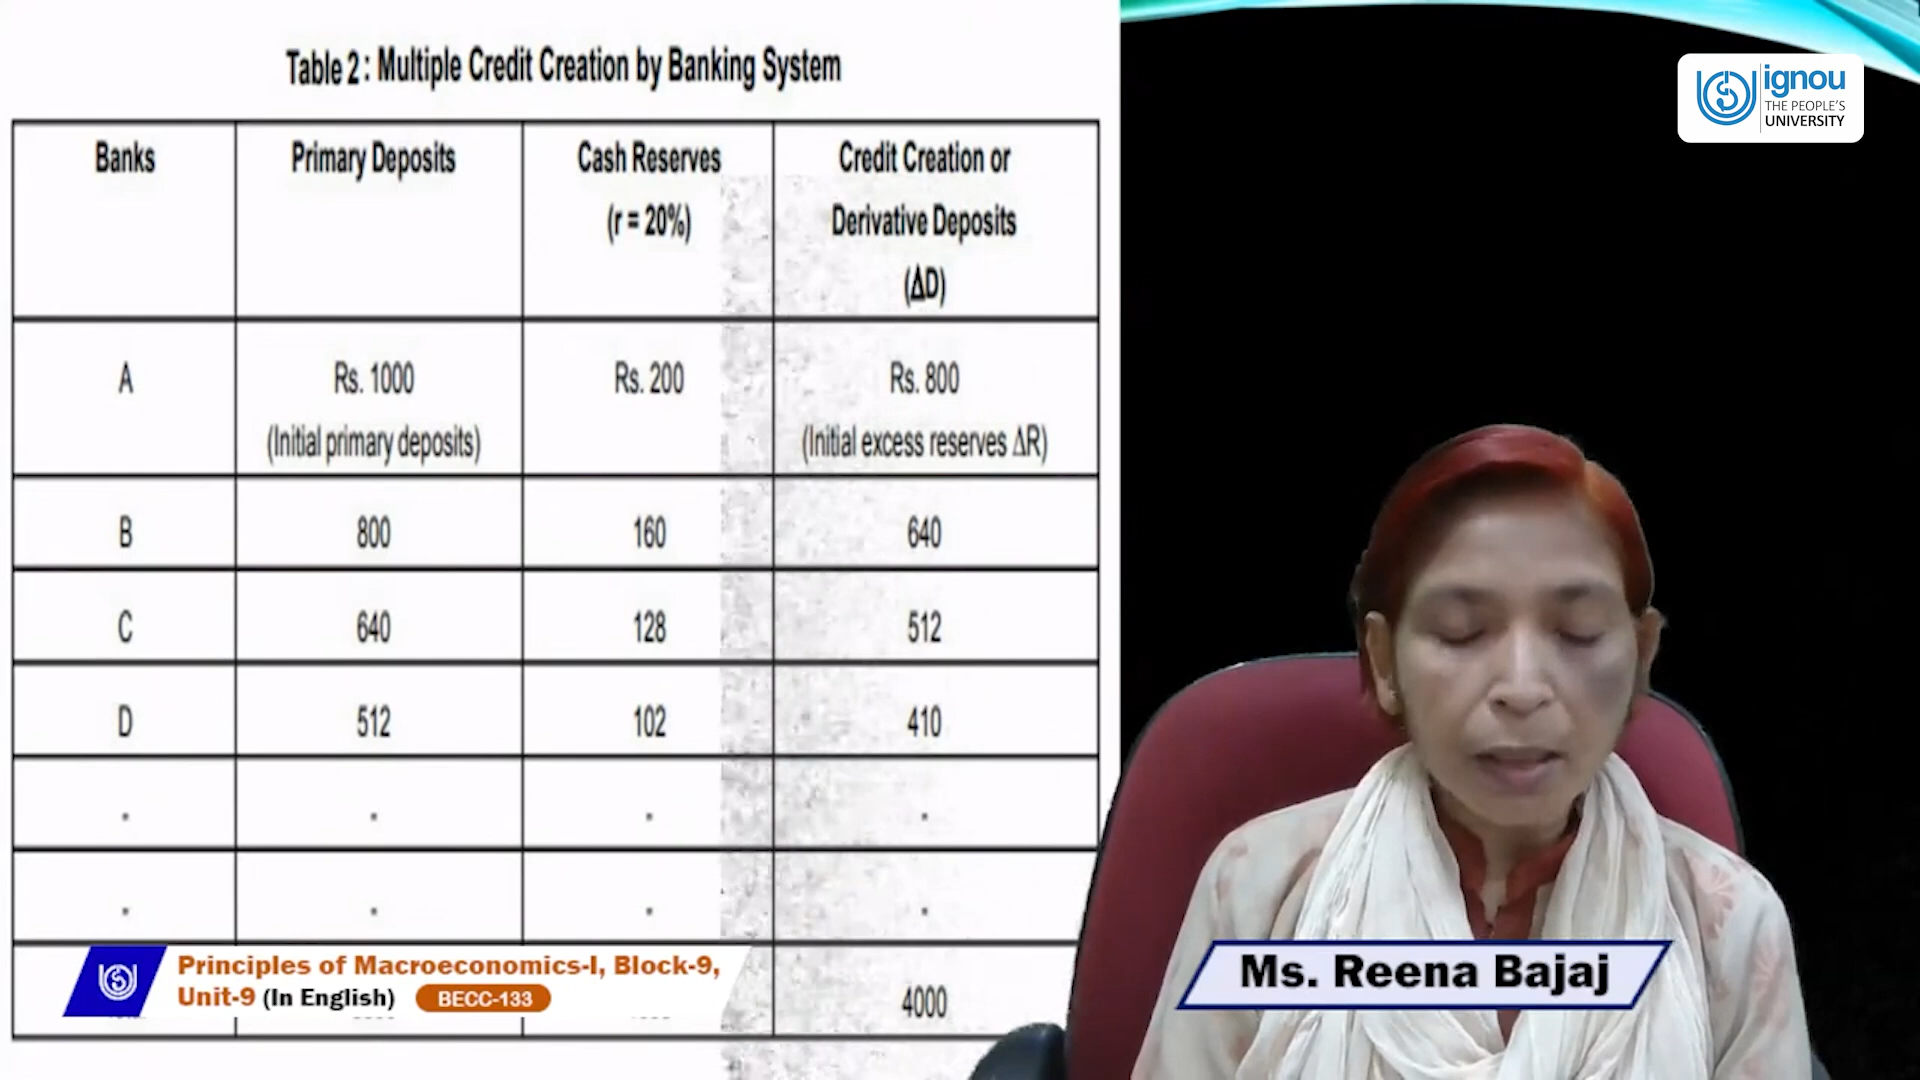 Table 2 : Multiple Credit Creation by Banking System
Banks Primary Deposits Cash Reserves (r = 20%) Credit Creation or Derivative Deposits (ΔD)
A Rs. 1000 (Initial primary deposits) Rs. 200 Rs. 800 (Initial excess reserves ΔR)
B 800 160 640
C 640 128 512
D 512 102 410
. . . .
. . . .
4000
ignou
THE PEOPLE'S
UNIVERSITY
Principles of Macroeconomics-I, Block-9,
Unit-9 (In English) BECC-133
Ms. Reena Bajaj